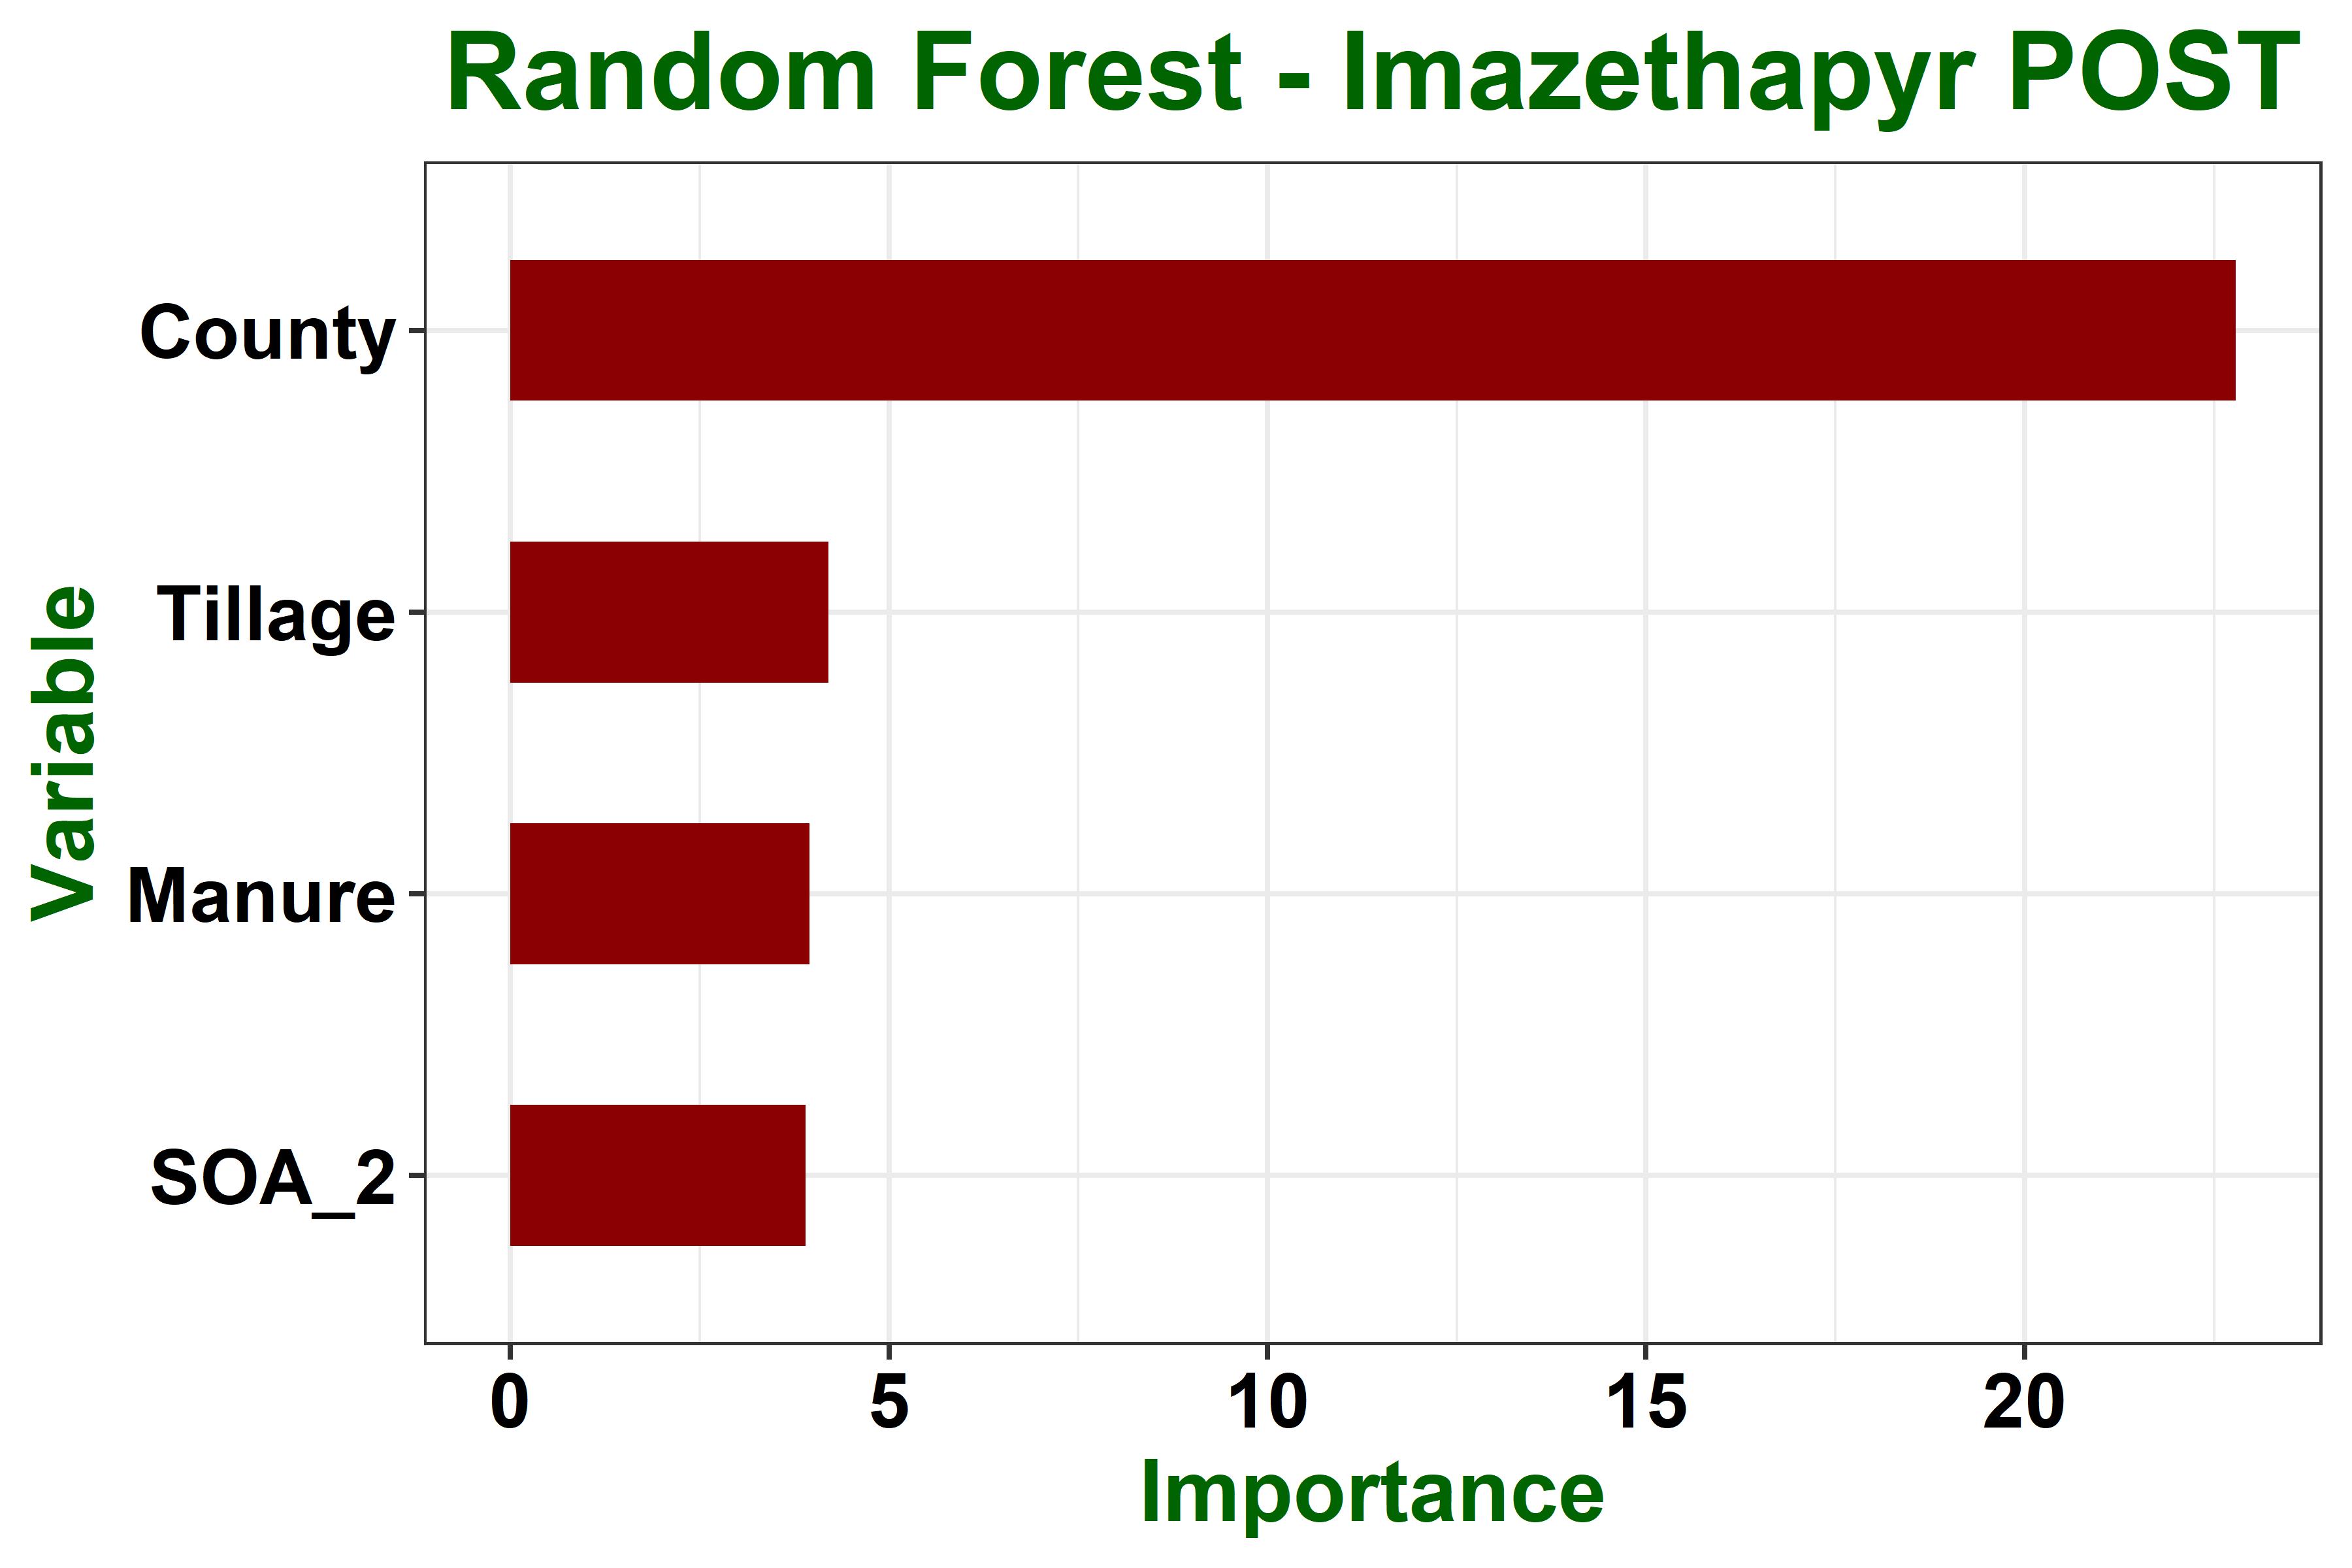 Random Forest - Imazethapyr POST
Variable
County
Tillage
Manure
SOA_2
0 5 10 15 20
Importance